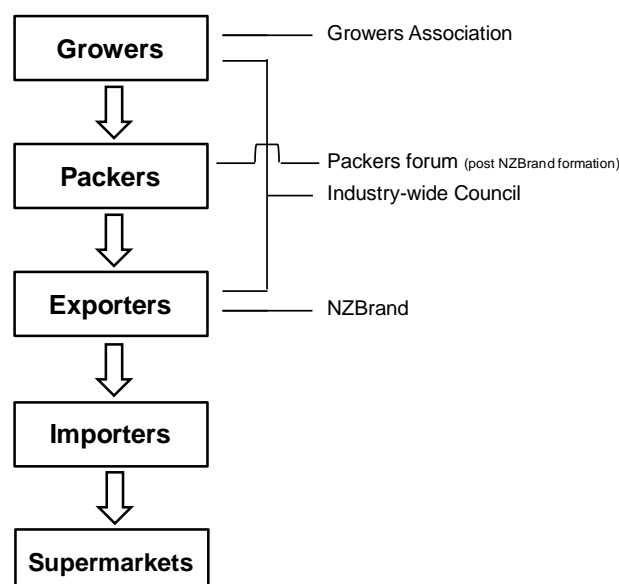 Growers
Growers Association
Packers
Packers forum (post NZBrand formation)
Industry-wide Council
Exporters
NZBrand
Importers
Supermarkets